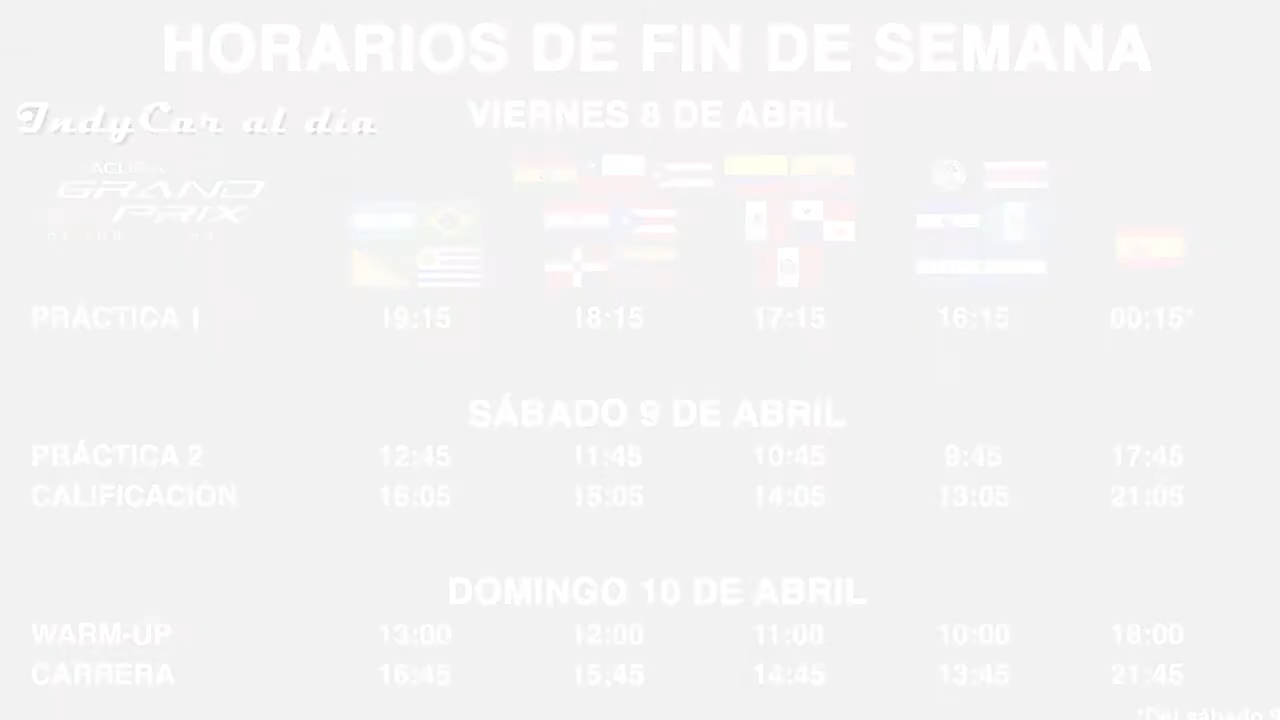 HORARIOS DE FIN DE SEMANA
IndyCar al día
VIERNES 8 DE ABRIL
ACURA
GRAND
PRIX
PRÁCTICA 1 19:15 18:15 17:15 16:15 00:15*
SÁBADO 9 DE ABRIL
PRÁCTICA 2 12:45 11:45 10:45 9:45 17:45
CALIFICACIÓN 16:05 15:05 14:05 13:05 21:05
DOMINGO 10 DE ABRIL
WARM-UP 13:00 12:00 11:00 10:00 18:00
CARRERA 16:45 15:45 14:45 13:45 21:45
*Del sábado 9